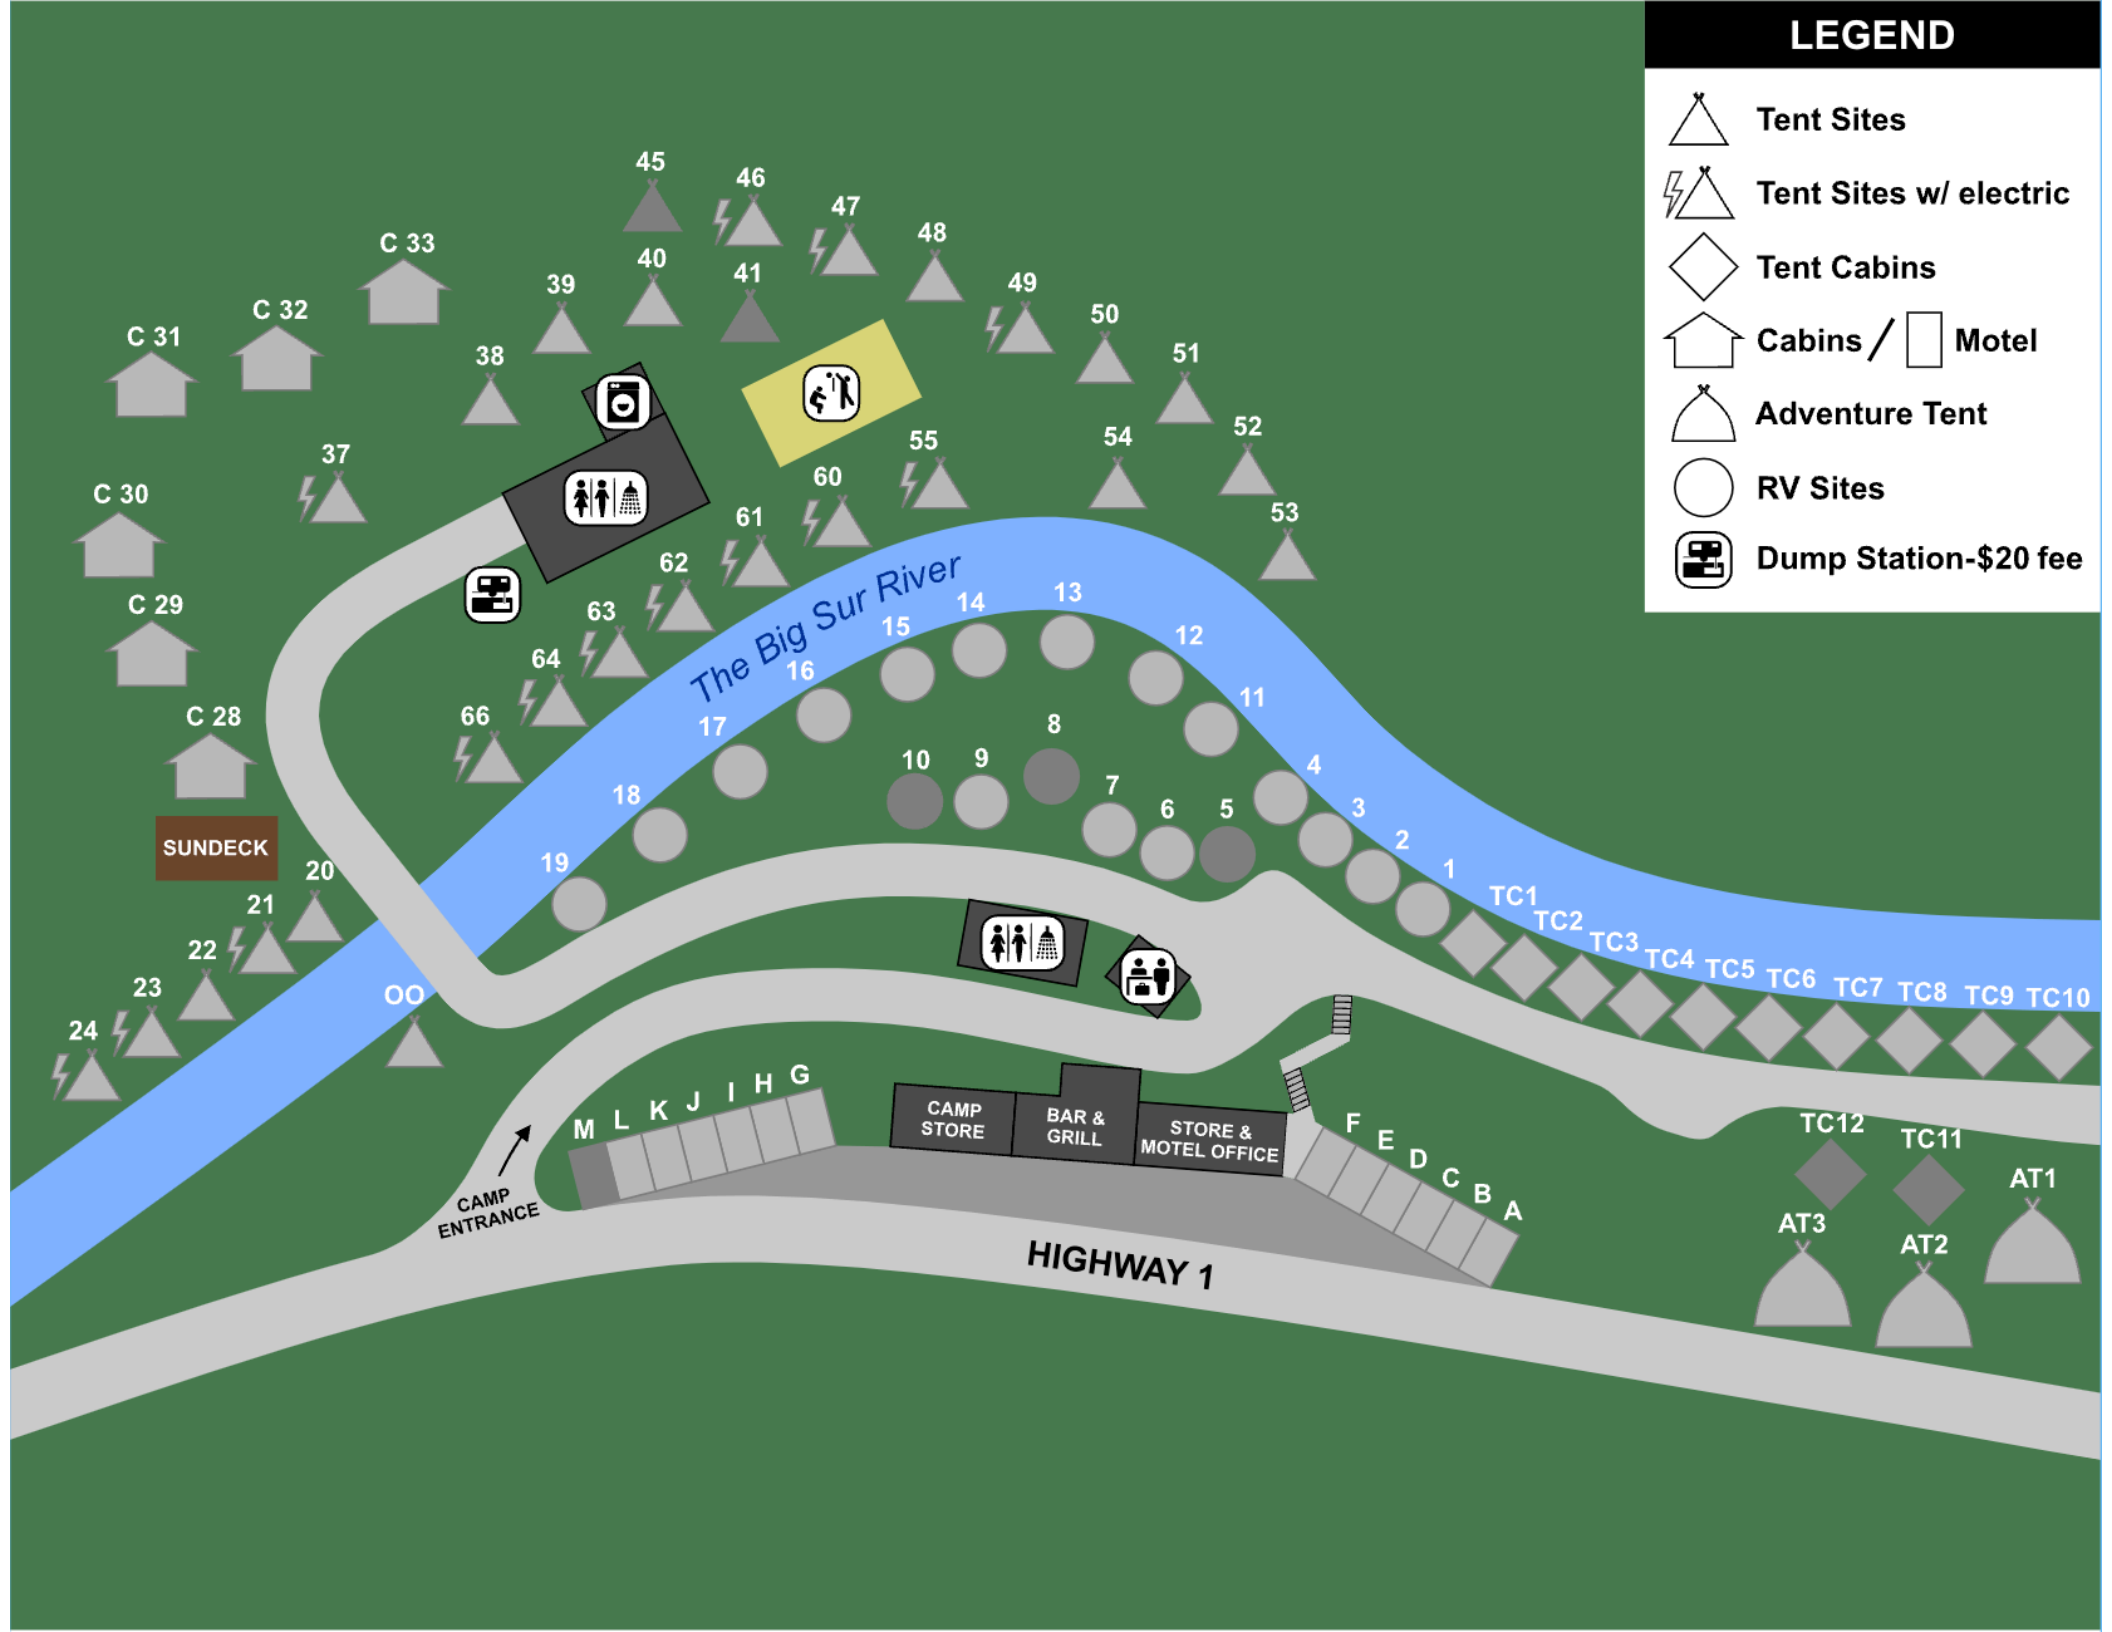 LEGEND
Tent Sites
Tent Sites w/ electric
Tent Cabins
Cabins / Motel
Adventure Tent
RV Sites
Dump Station-$20 fee
45
46
47
48
49
50
51
52
53
54
55
60
61
62
63
64
66
41
40
39
38
37
C 33
C 32
C 31
C 30
C 29
C 28
SUNDECK
20
21
22
23
24
OO
The Big Sur River
19
18
17
16
15
14
13
12
11
10
9
8
7
6
5
4
3
2
1
TC1
TC2
TC3
TC4
TC5
TC6
TC7
TC8
TC9
TC10
TC12
TC11
AT1
AT3
AT2
M
L
K
J
I
H
G
CAMP
STORE
BAR &
GRILL
STORE &
MOTEL OFFICE
F
E
D
C
B
A
CAMP
ENTRANCE
HIGHWAY 1